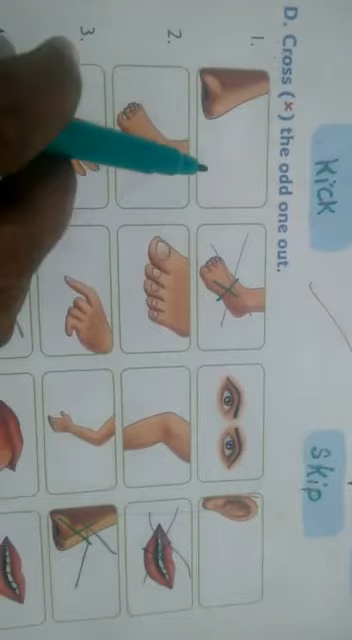 Kick
skip
D. Cross (×) the odd one out.
1.
2.
3.